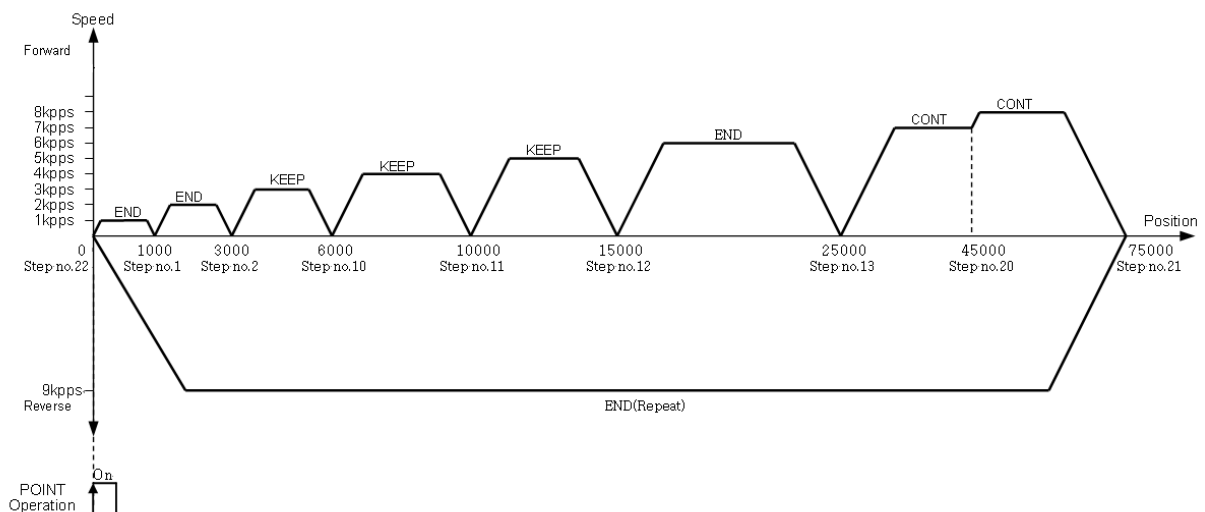 Speed
Forward
8kpps
7kpps
6kpps
5kpps
4kpps
3kpps
2kpps
1kpps
END
END
KEEP
KEEP
KEEP
END
CONT
CONT
Position
0 1000 3000 60000 10000 15000 25000 45000 75000
Step no.22 Step no.1 Step no.2 Step no.10 Step no.11 Step no.12 Step no.13 Step no.20 Step no.21
9kpps
Reverse
END(Repeat)
On
POINT
Operation